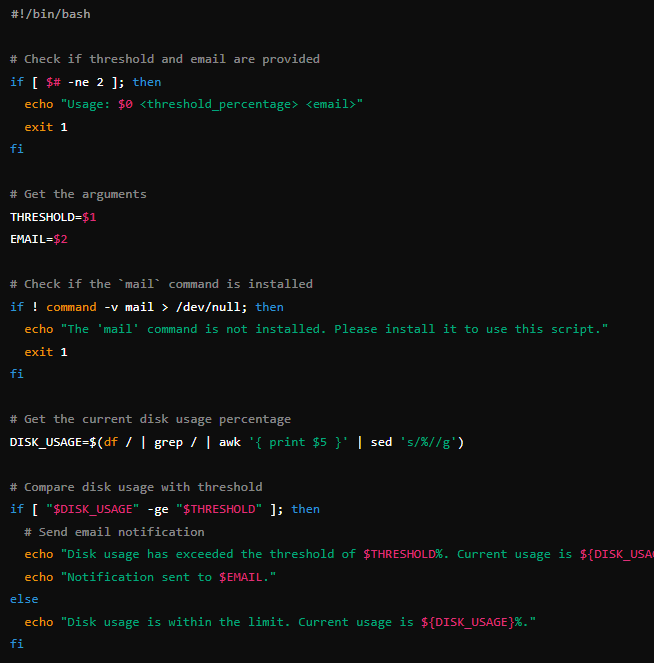 #!/bin/bash
# Check if threshold and email are provided
if [ $# -ne 2 ]; then
  echo "Usage: $0 <threshold_percentage> <email>"
  exit 1
fi
# Get the arguments
THRESHOLD=$1
EMAIL=$2
# Check if the `mail` command is installed
if ! command -v mail > /dev/null; then
  echo "The 'mail' command is not installed. Please install it to use this script."
  exit 1
fi
# Get the current disk usage percentage
DISK_USAGE=$(df / | grep / | awk '{ print $5 }' | sed 's/%//g')
# Compare disk usage with threshold
if [ "$DISK_USAGE" -ge "$THRESHOLD" ]; then
  # Send email notification
  echo "Disk usage has exceeded the threshold of $THRESHOLD%. Current usage is
  echo "Notification sent to $EMAIL."
else
  echo "Disk usage is within the limit. Current usage is ${DISK_USAGE}%."
fi